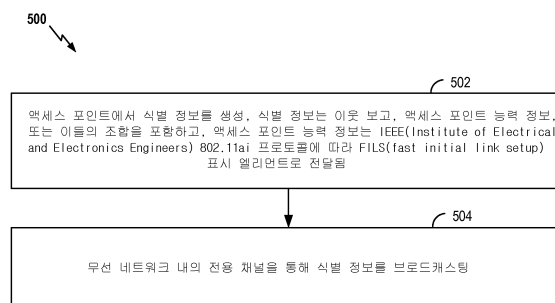 500
502
액세스 포인트에서 식별 정보를 생성, 식별 정보는 이웃 보고, 액세스 포인트 능력 정보,
또는 이들의 조합을 포함하고, 액세스 포인트 능력 정보는 IEEE(Institute of Electrical
and Electronics Engineers) 802.11ai 프로토콜에 따라 FILS(fast initial link setup)
표시 엘리먼트로 전달됨
504
무선 네트워크 내의 전용 채널을 통해 식별 정보를 브로드캐스팅